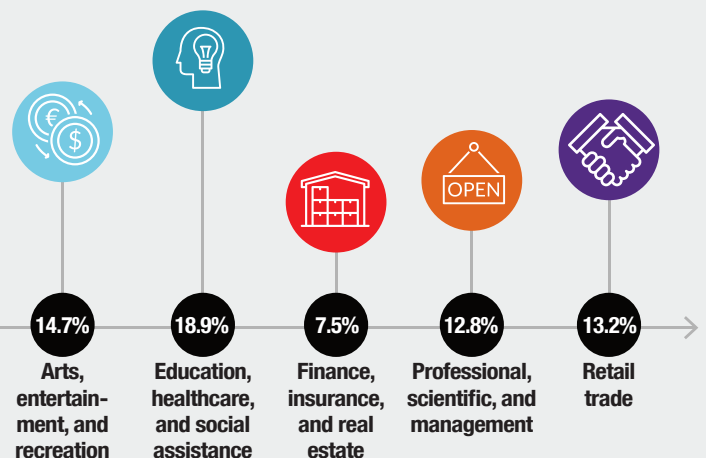 €
$
OPEN
14.7%
18.9%
7.5%
12.8%
13.2%
Arts,
entertain-
ment, and
recreation
Education,
healthcare,
and social
assistance
Finance,
insurance,
and real
estate
Professional,
scientific, and
management
Retail
trade